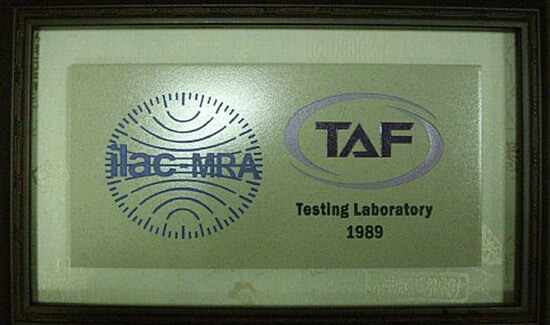 ilac-MRA
TAF
Testing Laboratory
1989